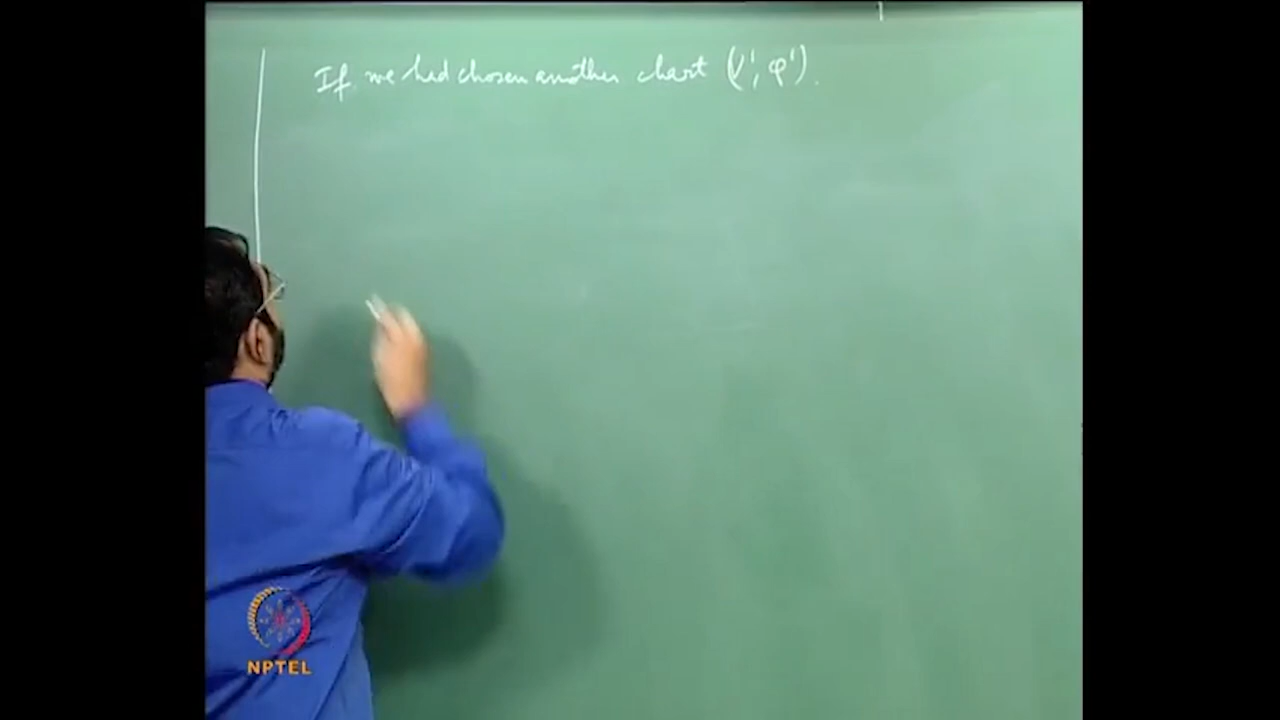 If we had chosen another chart (V', φ').
NPTEL